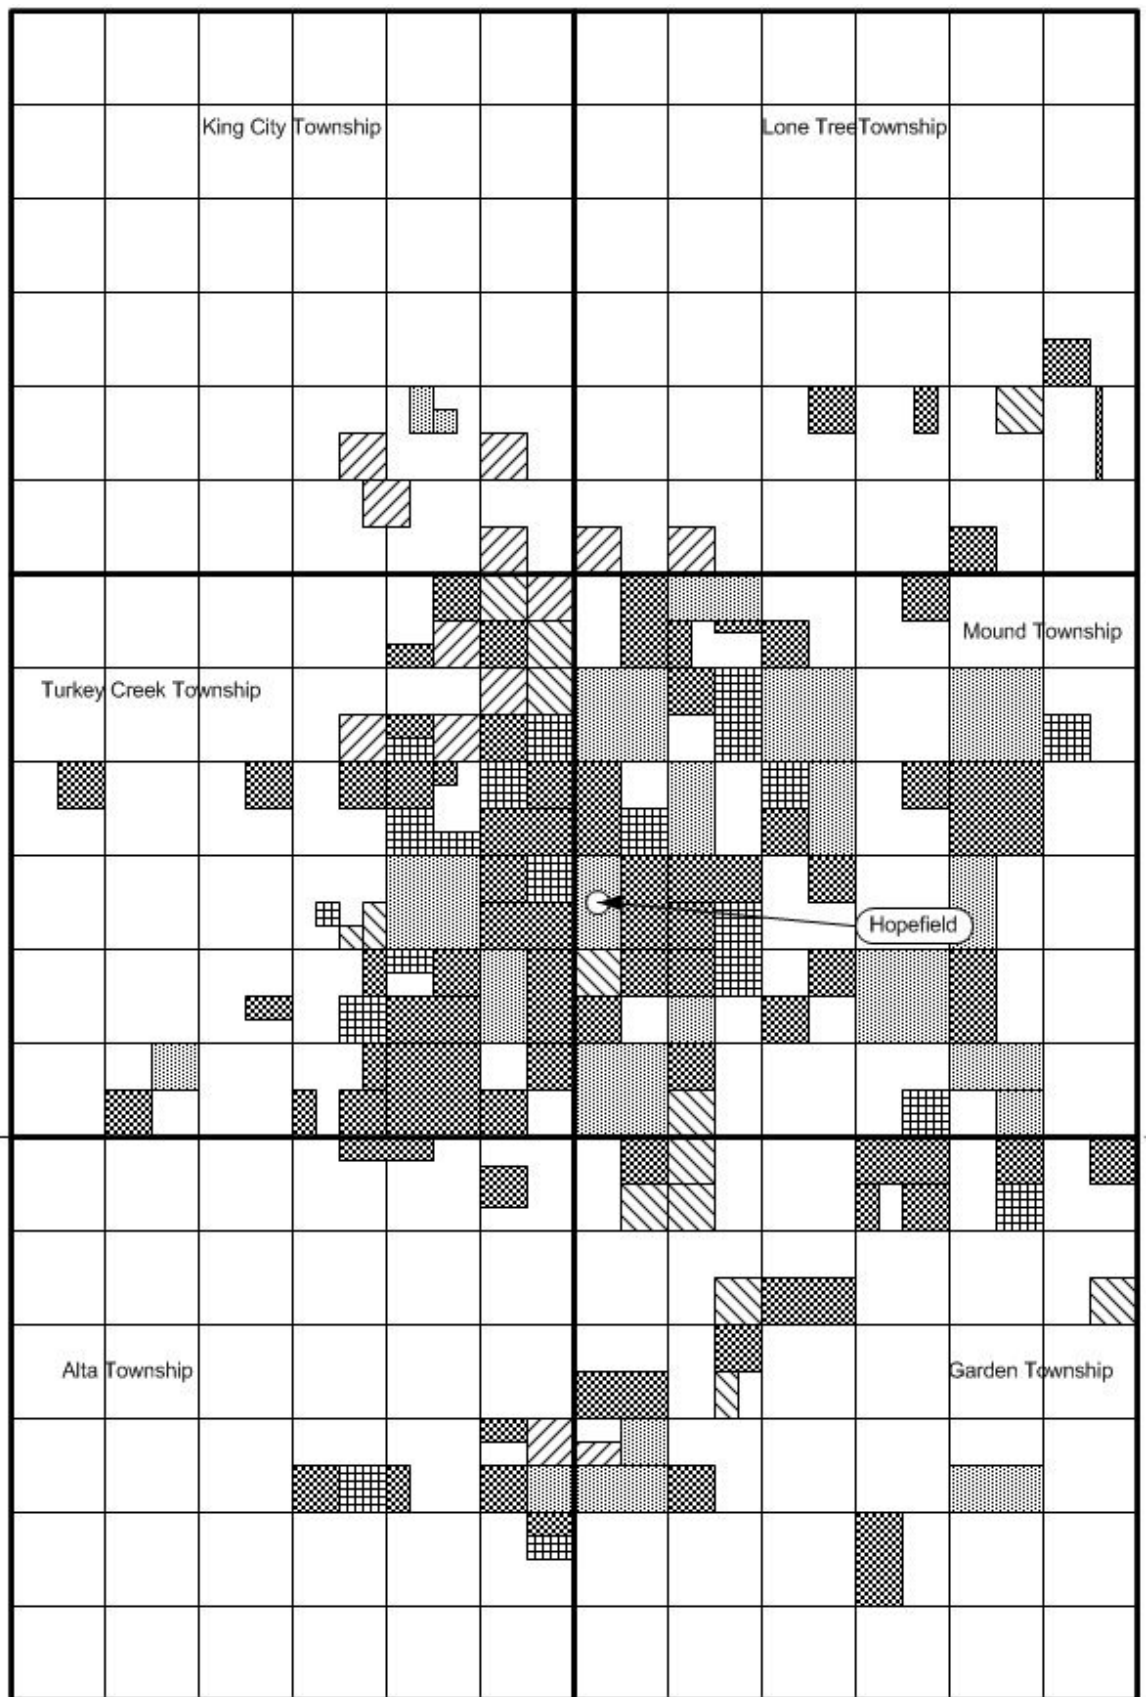 King City Township
Lone Tree Township
Mound Township
Turkey Creek Township
Hopefield
Alta Township
Garden Township